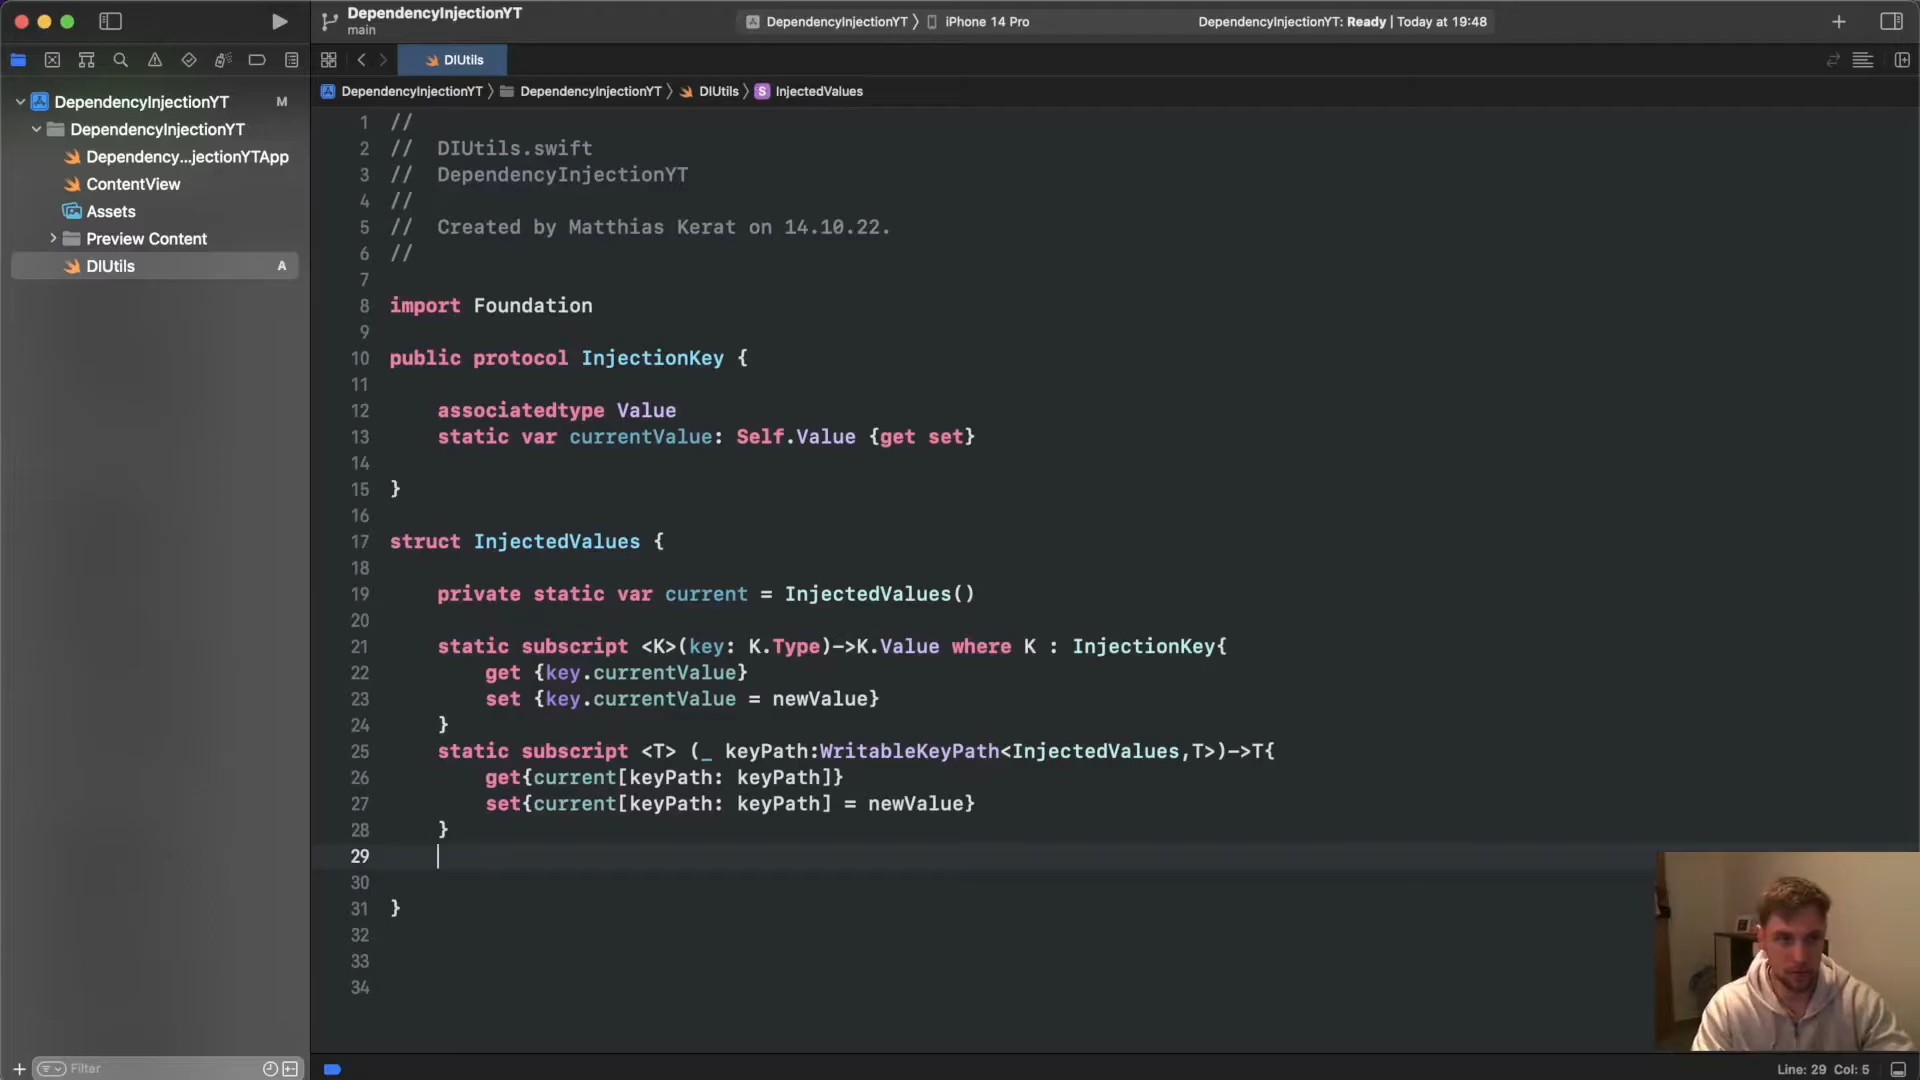 DependencyInjectionYT
main
DependencyInjectionYT 〉 iPhone 14 Pro
DependencyInjectionYT: Ready | Today at 19:48
DIUtils
DependencyInjectionYT 〉 DependencyInjectionYT 〉 DIUtils 〉 S InjectedValues
DependencyInjectionYT M
DependencyInjectionYT
Dependency...jectionYTApp
ContentView
Assets
Preview Content
DIUtils A
1 //
2 //  DIUtils.swift
3 //  DependencyInjectionYT
4 //
5 //  Created by Matthias Kerat on 14.10.22.
6 //
7
8 import Foundation
9
10 public protocol InjectionKey {
11
12     associatedtype Value
13     static var currentValue: Self.Value {get set}
14
15 }
16
17 struct InjectedValues {
18
19     private static var current = InjectedValues()
20
21     static subscript <K>(key: K.Type)->K.Value where K : InjectionKey{
22         get {key.currentValue}
23         set {key.currentValue = newValue}
24     }
25     static subscript <T> (_ keyPath:WritableKeyPath<InjectedValues,T>)->T{
26         get{current[keyPath: keyPath]}
27         set{current[keyPath: keyPath] = newValue}
28     }
29
30
31 }
32
33
34
Filter
Line: 29 Col: 5